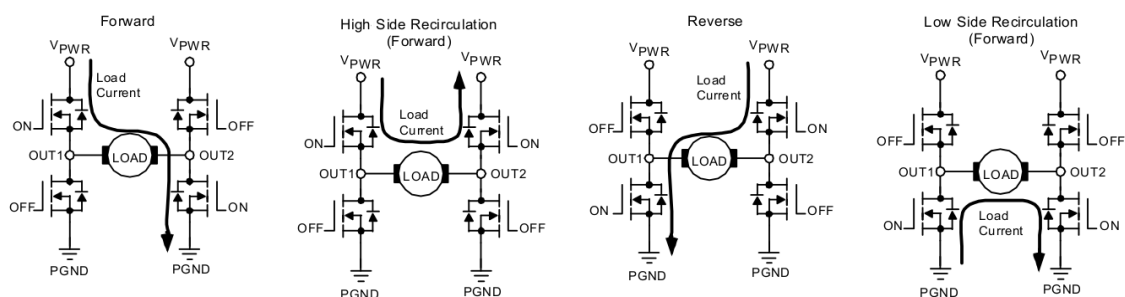 Forward
VPWR
VPWR
Load
Current
ON
OFF
OUT1
LOAD
OUT2
OFF
ON
PGND
PGND
High Side Recirculation
(Forward)
VPWR
VPWR
Load
Current
ON
ON
OUT1
LOAD
OUT2
OFF
OFF
PGND
PGND
Reverse
VPWR
VPWR
Load
Current
OFF
ON
OUT1
LOAD
OUT2
ON
OFF
PGND
PGND
Low Side Recirculation
(Forward)
VPWR
VPWR
OFF
OFF
OUT1
LOAD
OUT2
ON
Load
Current
ON
PGND
PGND